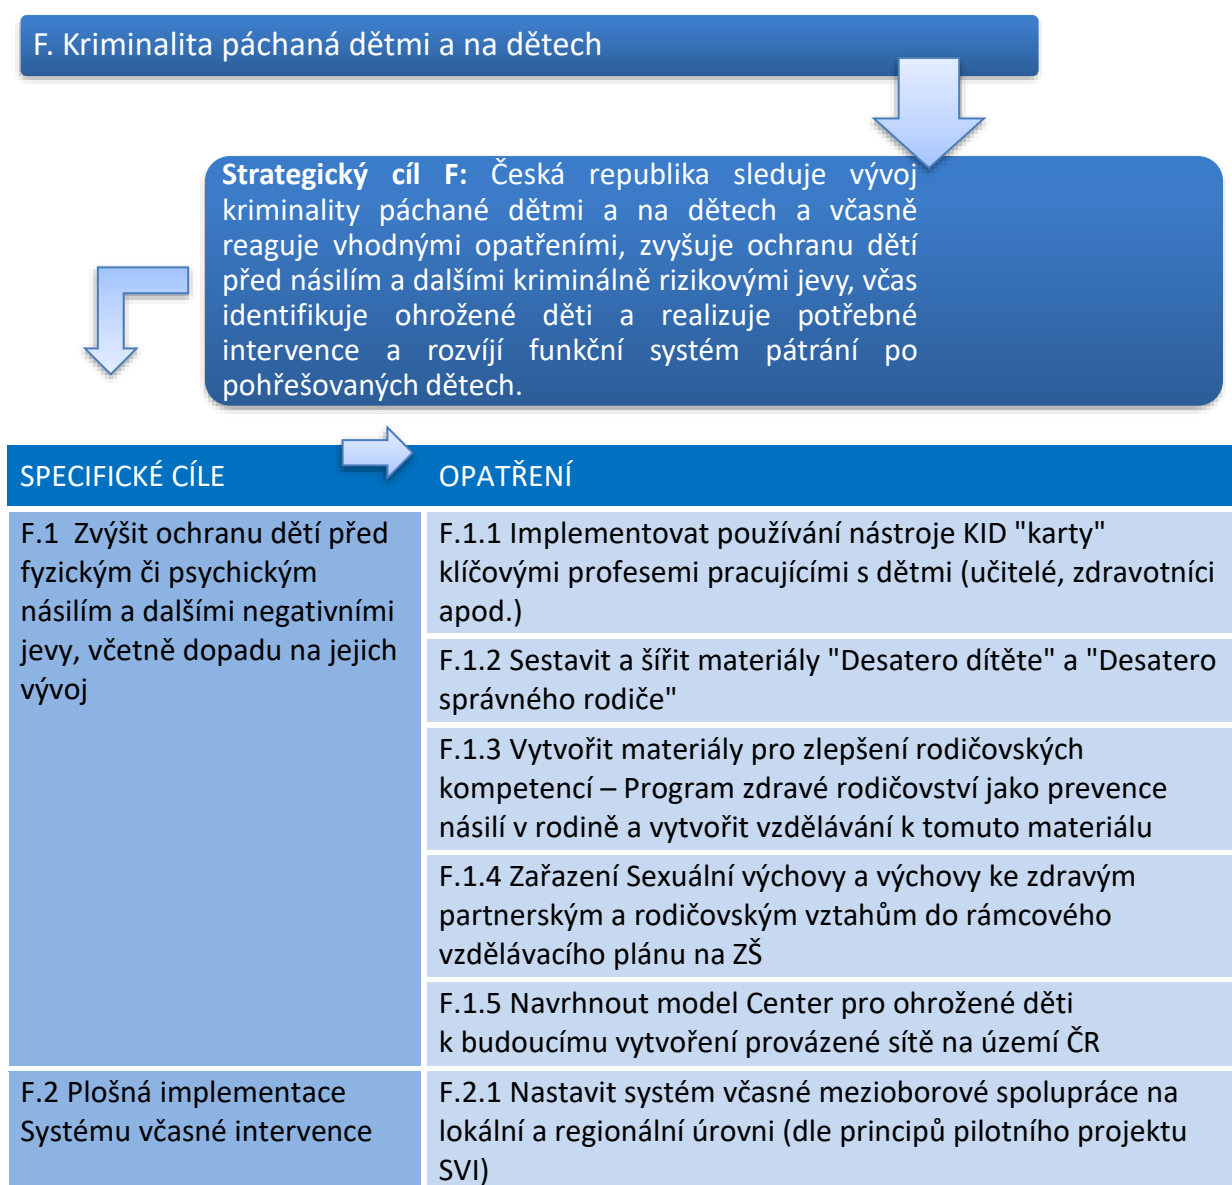 F. Kriminalita páchaná dětmi a na dětech
Strategický cíl F: Česká republika sleduje vývoj
kriminality páchané dětmi a na dětech a včasně
reaguje vhodnými opatřeními, zvyšuje ochranu dětí
před násilím a dalšími kriminálně rizikovými jevy, včas
identifikuje ohrožené děti a realizuje potřebné
intervence a rozvíjí funkční systém pátrání po
pohřešovaných dětech.
SPECIFICKÉ CÍLE
OPATŘENÍ
F.1 Zvýšit ochranu dětí před
fyzickým či psychickým
násilím a dalšími negativními
jevy, včetně dopadu na jejich
vývoj
F.1.1 Implementovat používání nástroje KID "karty"
klíčovými profesemi pracující s dětmi (učitelé, zdravotníci
apod.)
F.1.2 Sestavit a šířit materiály "Desatero dítěte" a "Desatero
správného rodiče"
F.1.3 Vytvořit materiály pro zlepšení rodičovských
kompetencí – Program zdravé rodičovství jako prevence
násilí v rodině a vytvořit vzdělávání k tomuto materiálu
F.1.4 Zařazení Sexuální výchovy a výchovy ke zdravým
partnerským a rodičovským vztahům do rámcového
vzdělávacího plánu na ZŠ
F.1.5 Navrhnout model Center pro ohrožené děti
k budoucímu vytvoření provázené sítě na území ČR
F.2 Plošná implementace
Systému včasné intervence
F.2.1 Nastavit systém včasné mezioborové spolupráce na
lokální a regionální úrovni (dle principů pilotního projektu
SVI)